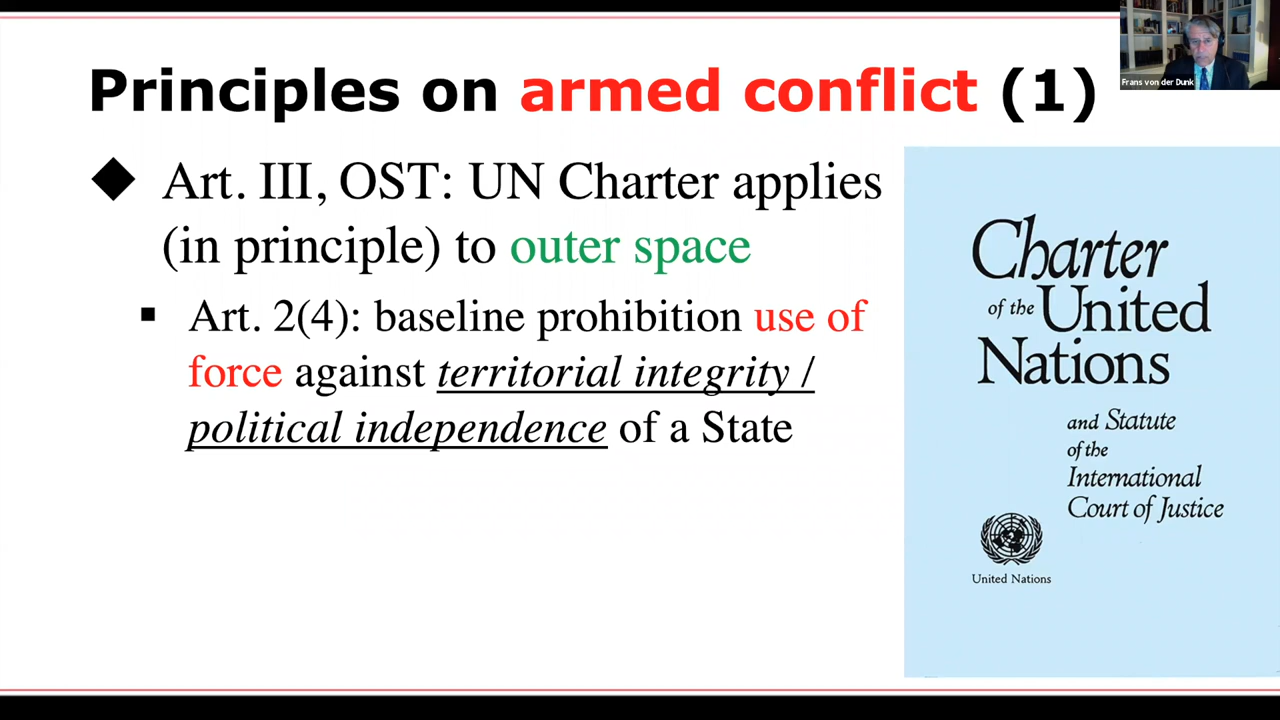 Principles on armed conflict (1)
Frans von der Dunk
◆ Art. III, OST: UN Charter applies
(in principle) to outer space
▪ Art. 2(4): baseline prohibition use of
force against territorial integrity /
political independence of a State
Charter
of the United
Nations
and Statute
of the
International
Court of Justice
United Nations